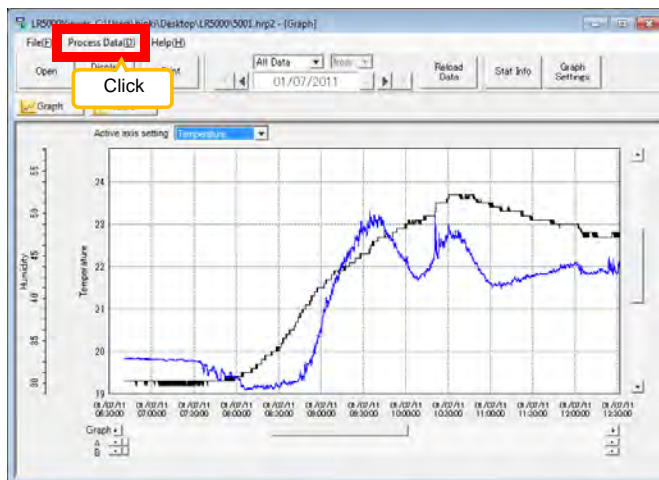 LR5000Viewer C:\Users\hioki\Desktop\LR5000\5001.hrp2 - [Graph]
File(F) Process Data(D) Help(H)
Open
Click
All Data from
01/07/2011
Reload Data
Stat Info
Graph Settings
Graph
Active axis setting Temperature
Humidity
55
50
45
40
35
30
Temperature
24
23
22
21
20
19
01/07/11 01/07/11 01/07/11 01/07/11 01/07/11 01/07/11 01/07/11 01/07/11 01/07/11 01/07/11 01/07/11 01/07/11 01/07/11
06:30:00 07:00:00 07:30:00 08:00:00 08:30:00 09:00:00 09:30:00 10:00:00 10:30:00 11:00:00 11:30:00 12:00:00 12:30:00
Graph
A
B